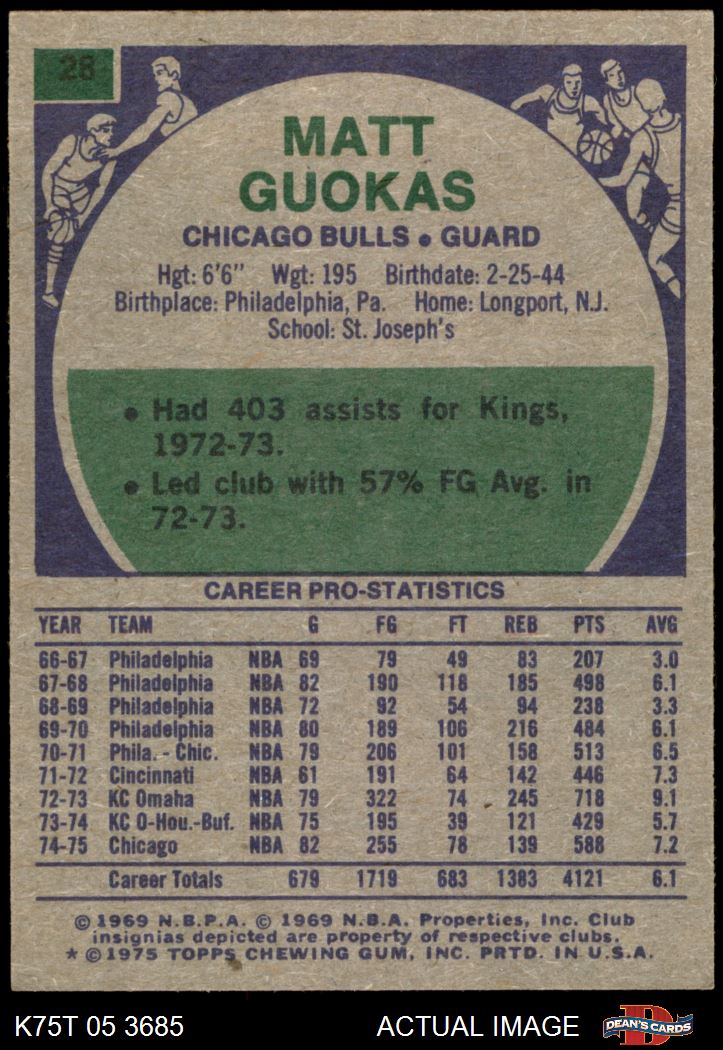 28
MATT
GUOKAS
CHICAGO BULLS • GUARD
Hgt: 6'6" Wgt: 195 Birthdate: 2-25-44
Birthplace: Philadelphia, Pa. Home: Longport, N.J.
School: St. Joseph's
• Had 403 assists for Kings,
1972-73.
• Led club with 57% FG Avg. in
72-73.
CAREER PRO-STATISTICS
YEAR TEAM G FG FT REB PTS AVG
66-67 Philadelphia NBA 69 79 49 83 207 3.0
67-68 Philadelphia NBA 82 190 118 185 498 6.1
68-69 Philadelphia NBA 72 92 54 94 238 3.3
69-70 Philadelphia NBA 80 189 106 216 484 6.1
70-71 Phila. - Chic. NBA 79 206 101 158 513 6.5
71-72 Cincinnati NBA 61 191 64 142 446 7.3
72-73 KC Omaha NBA 79 322 74 245 718 9.1
73-74 KC O-Hou.-Buf. NBA 75 195 39 121 429 5.7
74-75 Chicago NBA 82 255 78 139 588 7.2
Career Totals 679 1719 683 1383 4121 6.1
© 1969 N.B.P.A. © 1969 N.B.A. Properties, Inc. Club
insignias depicted are property of respective clubs.
* © 1975 TOPPS CHEWING GUM, INC. PRTD. IN U.S.A.
K75T 05 3685 ACTUAL IMAGE D DEAN'S CARDS